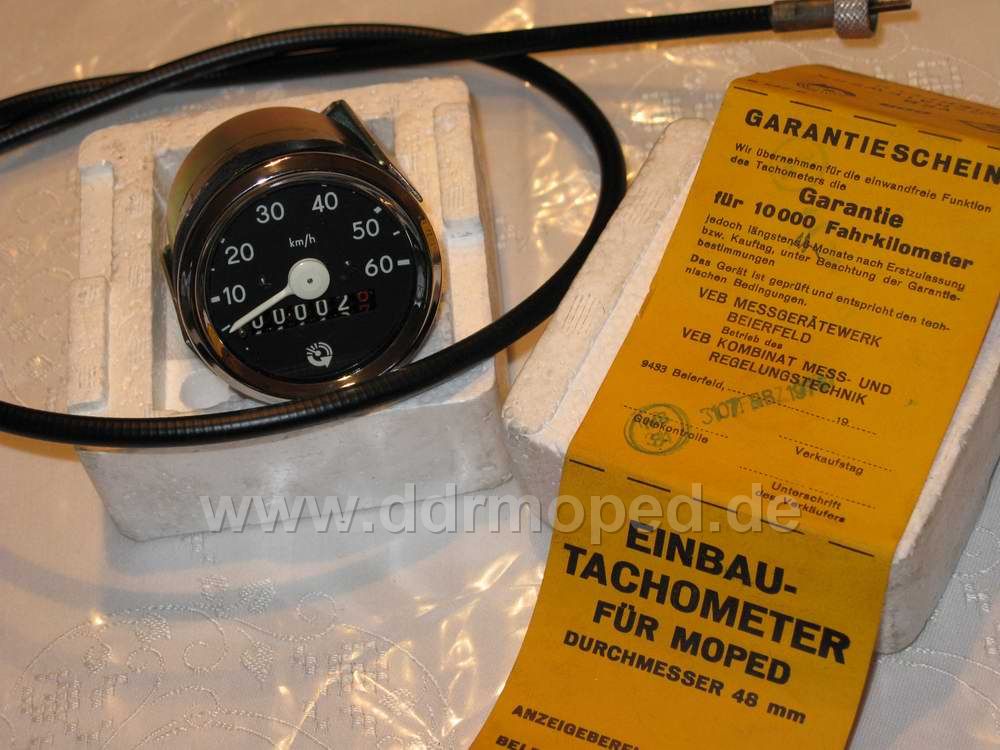 30 40
20 50
km/h
10 60
00002
GARANTIESCHEIN
Wir übernehmen für die einwandfreie Funktion
des Tachometers die
Garantie
für 10 000 Fahrkilometer
jedoch längstens Monate nach Erstzulassung
bzw. Kauftag, unter Beachtung der Garantie-
bestimmungen
Das Gerät ist geprüft und entspricht den tech-
nischen Bedingungen.
VEB MESSGERÄTEWERK
BEIERFELD
Betrieb des
VEB KOMBINAT MESS- UND
REGELUNGSTECHNIK
9433 Beierfeld, 19
Gütekontrolle
Verkaufstag
Unterschrift
des Verkäufers
www.ddrmoped.de
EINBAU-
TACHOMETER
FÜR MOPED
DURCHMESSER 48 mm